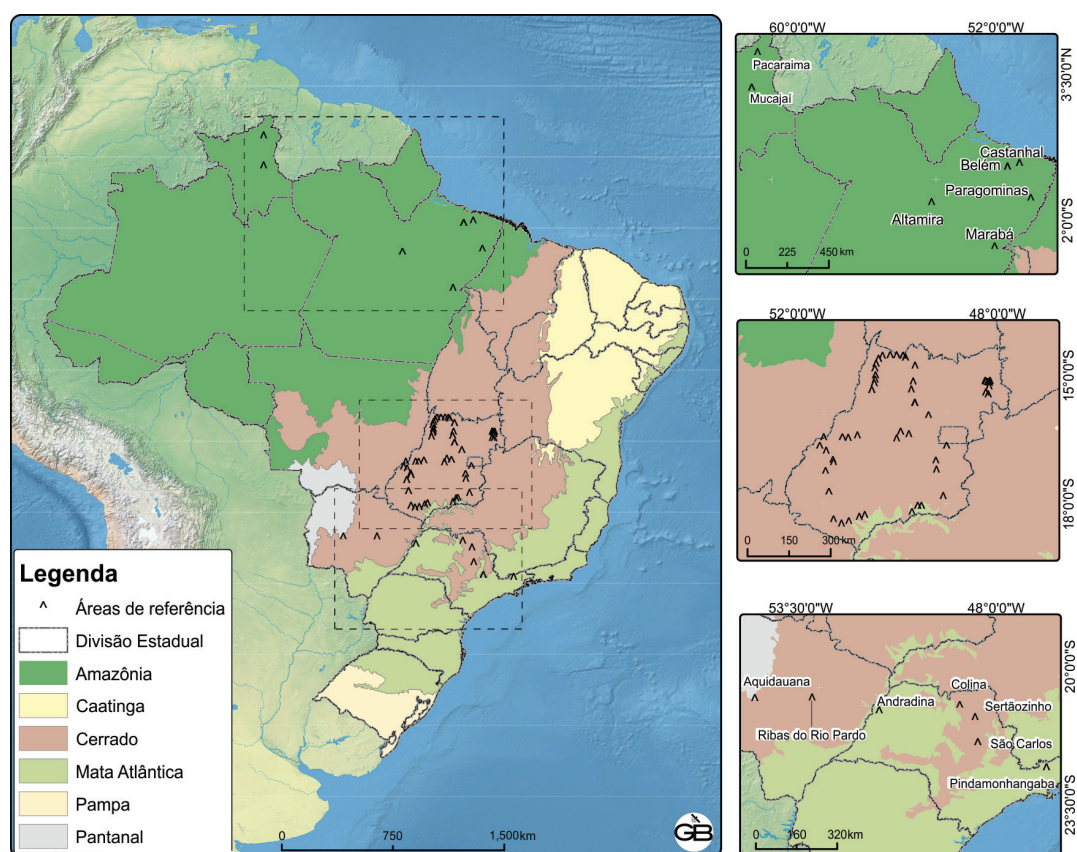 Legenda
^ Áreas de referência
Divisão Estadual
Amazônia
Caatinga
Cerrado
Mata Atlântica
Pampa
Pantanal
0 750 1,500km
GB
60°0'0"W 52°0'0"W
Pacaraima
Mucajaí
Castanhal
Belém
Paragominas
Altamira
Marabá
0 225 450 km
3°30'0"N
2°0'0"S
52°0'0"W 48°0'0"W
15°0'0"S
18°0'0"S
0 150 300 km
53°30'0"W 48°0'0"W
Aquidauana
Colina
Andradina
Sertãozinho
Ribas do Rio Pardo
São Carlos
Pindamonhangaba
0 160 320km
20°0'0"S
23°30'0"S